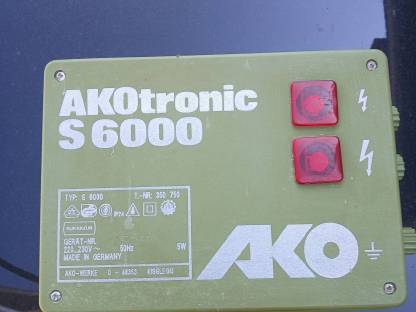 AKOtronic
S 6000
TYP: S 6000 T.-NR: 350 750
IP24
GERÄT-NR.
220..230V~ 50Hz 5W
MADE IN GERMANY
AKO-WERKE D-
AKO